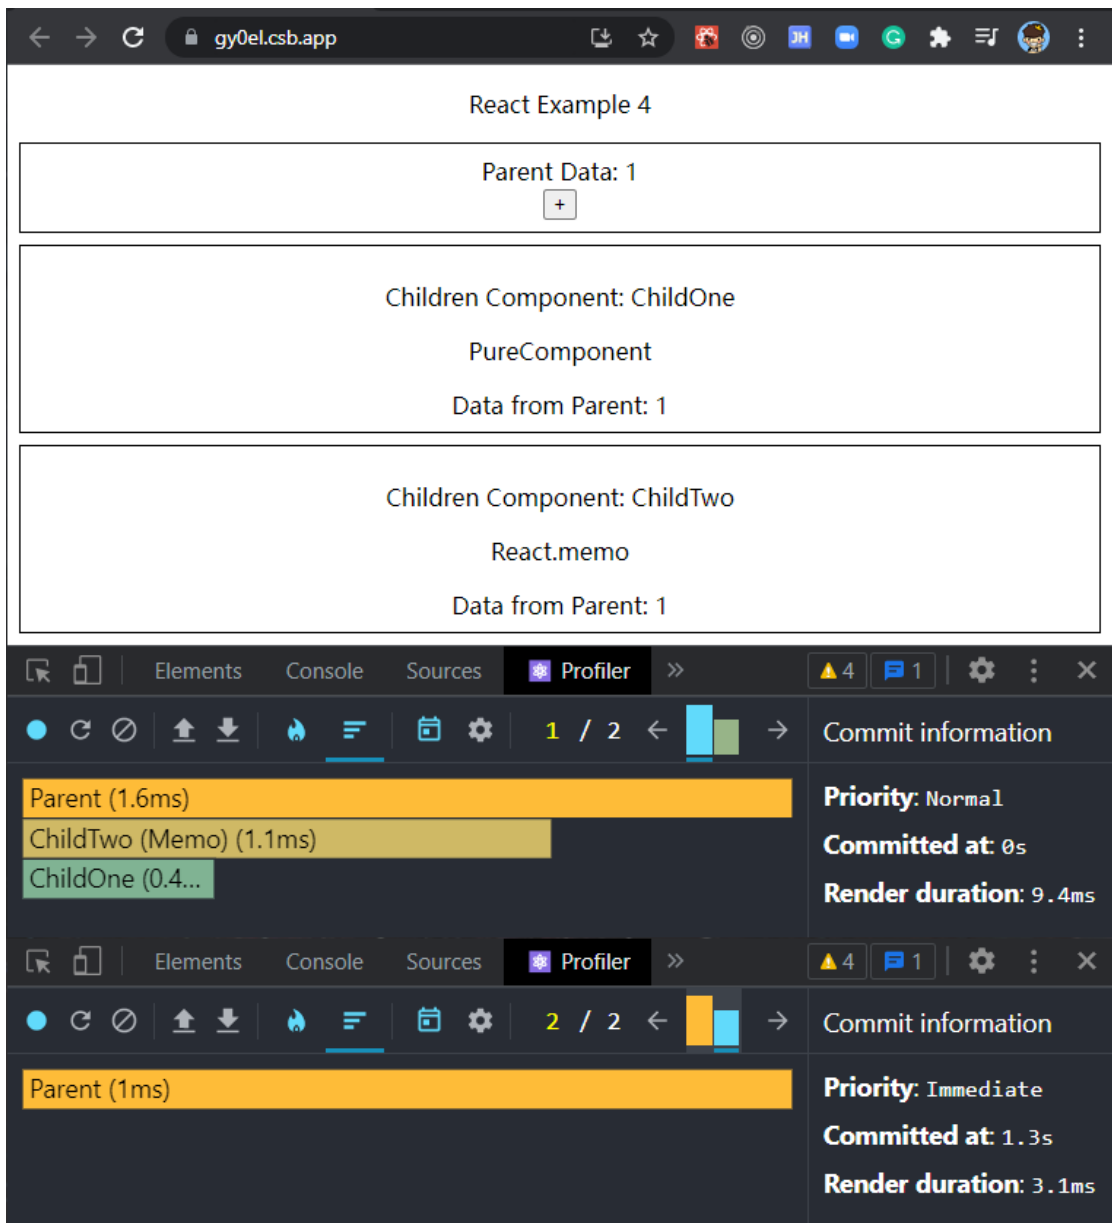 gy0el.csb.app
JH
G
React Example 4
Parent Data: 1
+
Children Component: ChildOne
PureComponent
Data from Parent: 1
Children Component: ChildTwo
React.memo
Data from Parent: 1
Elements Console Sources Profiler » 4 1
1 / 2 Commit information
Parent (1.6ms)
ChildTwo (Memo) (1.1ms)
ChildOne (0.4...
Priority: Normal
Committed at: 0s
Render duration: 9.4ms
Elements Console Sources Profiler » 4 1
2 / 2 Commit information
Parent (1ms)
Priority: Immediate
Committed at: 1.3s
Render duration: 3.1ms